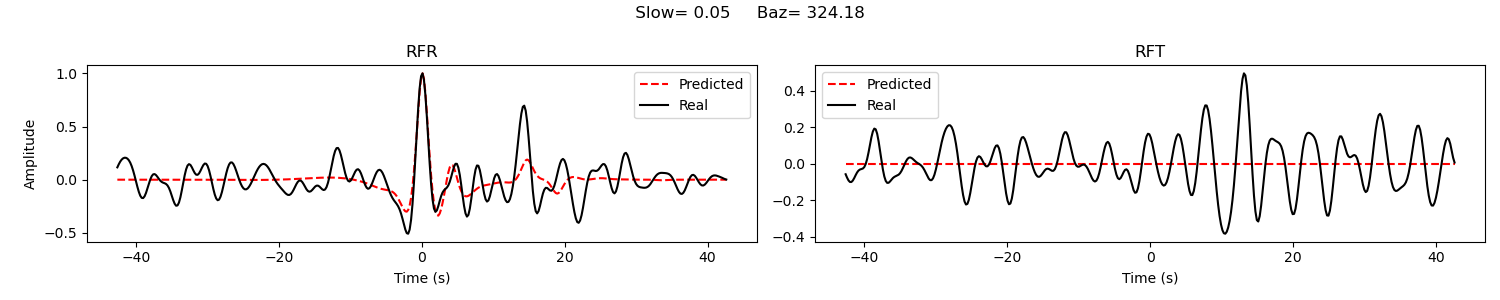 Slow= 0.05 Baz= 324.18
RFR
Amplitude
1.0
0.5
0.0
−0.5
Predicted
Real
−40
−20
0
20
40
Time (s)
RFT
0.4
0.2
0.0
−0.2
−0.4
Predicted
Real
−40
−20
0
20
40
Time (s)